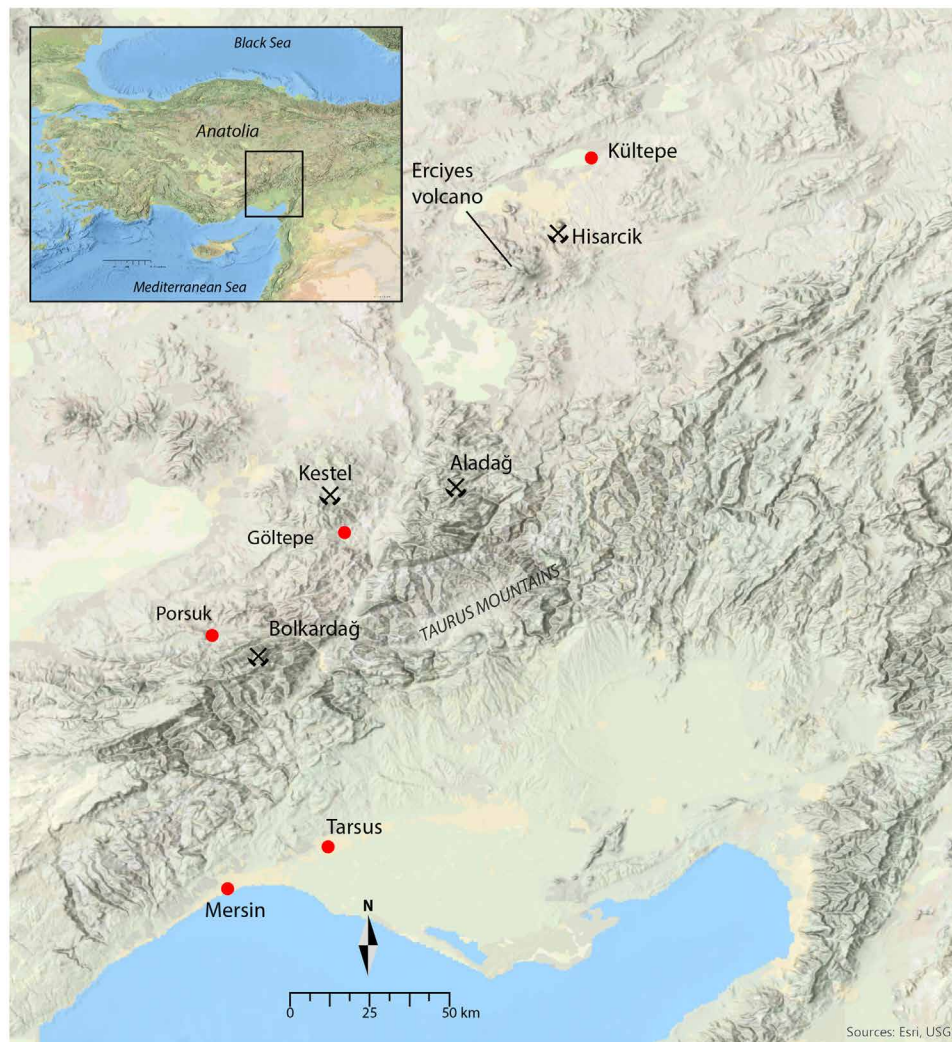 Black Sea
Anatolia
Mediterranean Sea
Kültepe
Erciyes
volcano
Hisarcik
Kestel
Aladağ
Göltepe
TAURUS MOUNTAINS
Porsuk
Bolkardağ
Tarsus
Mersin
N
0 25 50 km
Sources: Esri, USG